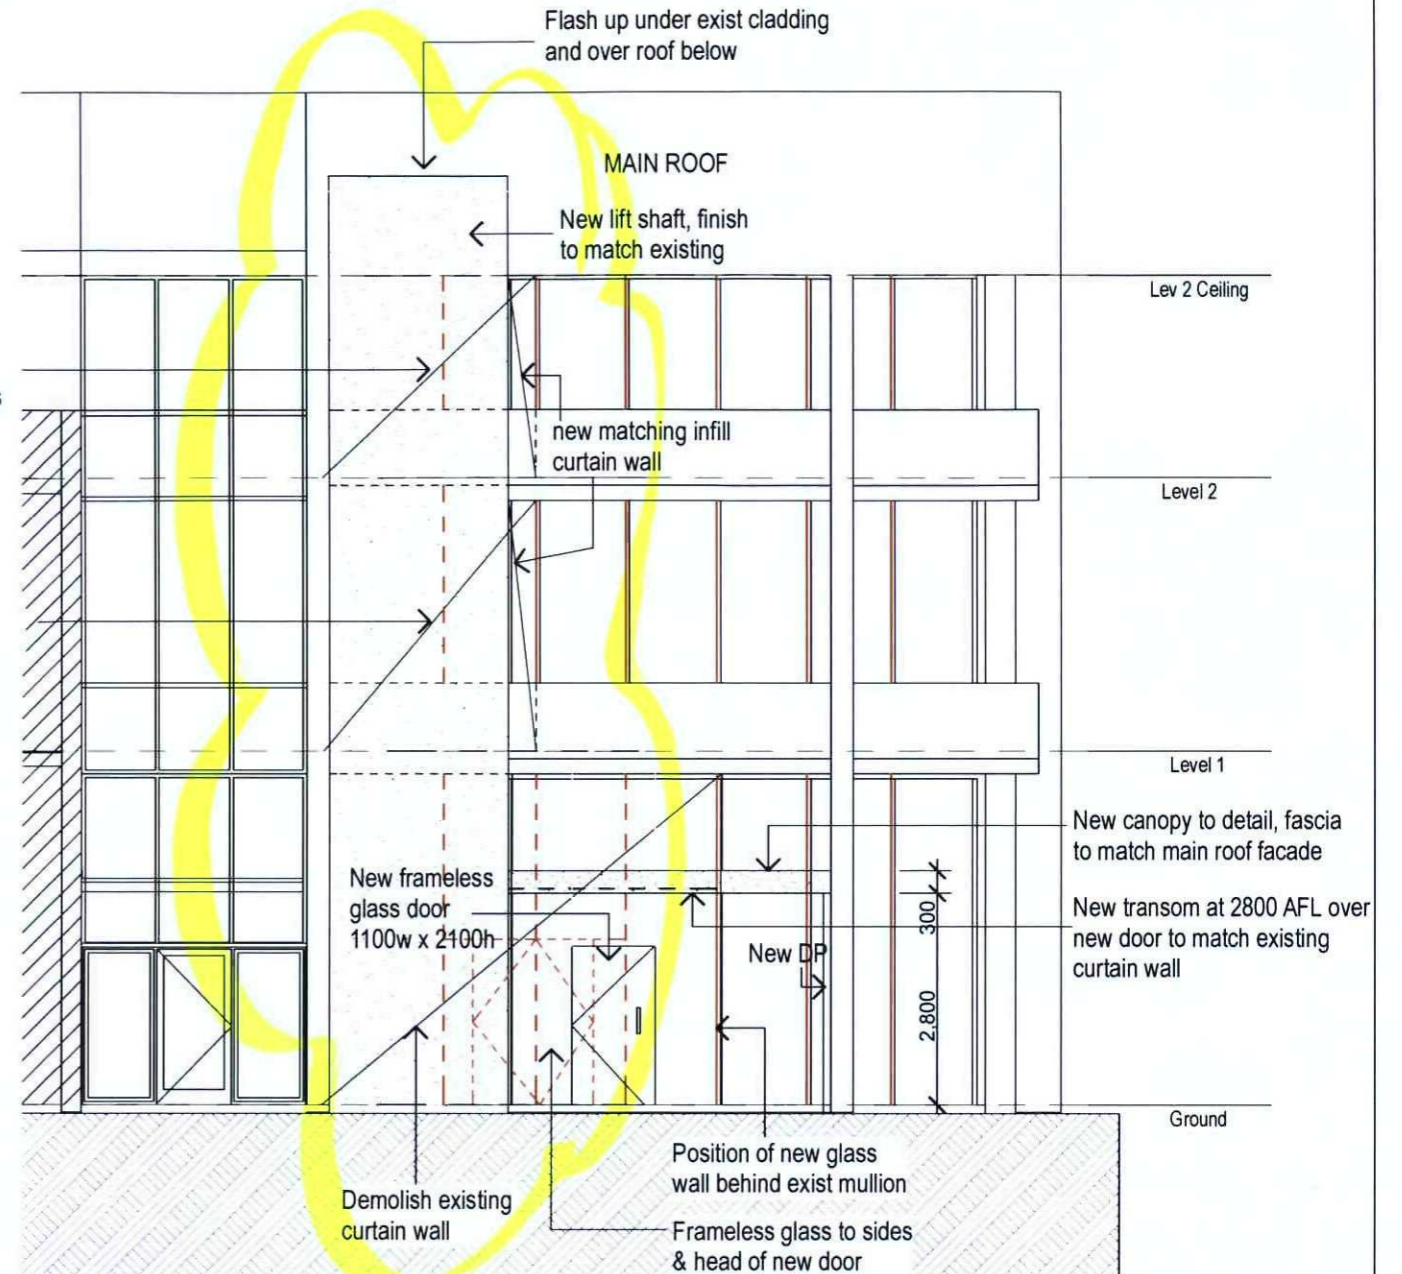 Flash up under exist cladding
and over roof below
MAIN ROOF
New lift shaft, finish
to match existing
Lev 2 Ceiling
new matching infill
curtain wall
Level 2
Level 1
New canopy to detail, fascia
to match main roof facade
New frameless
glass door
1100w x 2100h
300
New transom at 2800 AFL over
new door to match existing
curtain wall
New DP
2,800
Ground
Position of new glass
wall behind exist mullion
Demolish existing
curtain wall
Frameless glass to sides
& head of new door